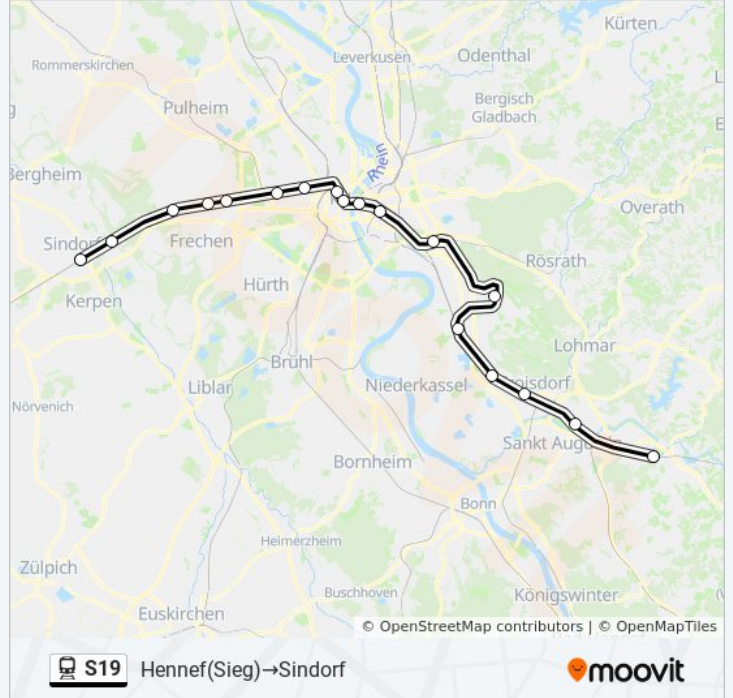 Kürten
Leverkusen
Odenthal
Rommerskirchen
Pulheim
Bergisch
Gladbach
Rhein
Bergheim
Overath
Sindorf
Frechen
Rösrath
Hürth
Kerpen
Lohmar
Brühl
Liblar
Niederkassel
Nörvenich
Sankt Augu
Bornheim
Bonn
Heimerzheim
Zülpich
Buschhoven
Königswinter
Euskirchen
© OpenStreetMap contributors | © OpenMapTiles
S19 Hennef(Sieg)→Sindorf
moovit